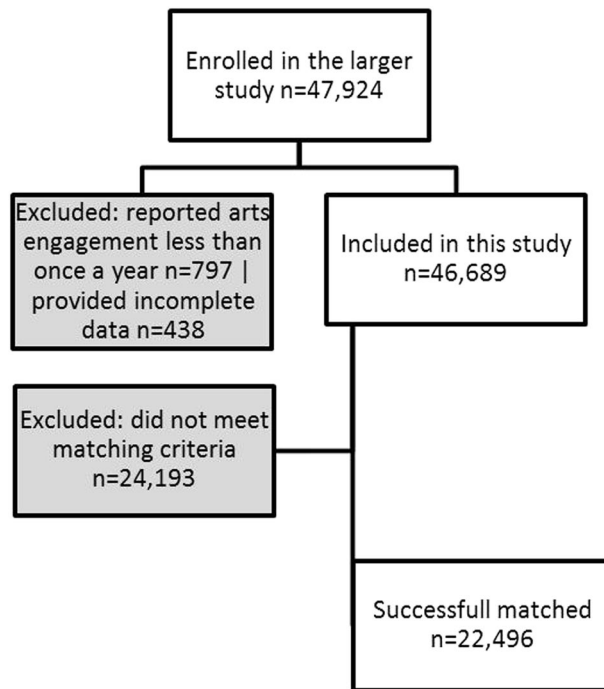 Enrolled in the larger
study n=47,924
Excluded: reported arts
engagement less than
once a year n=797 |
provided incomplete
data n=438
Included in this study
n=46,689
Excluded: did not meet
matching criteria
n=24,193
Successfull matched
n=22,496